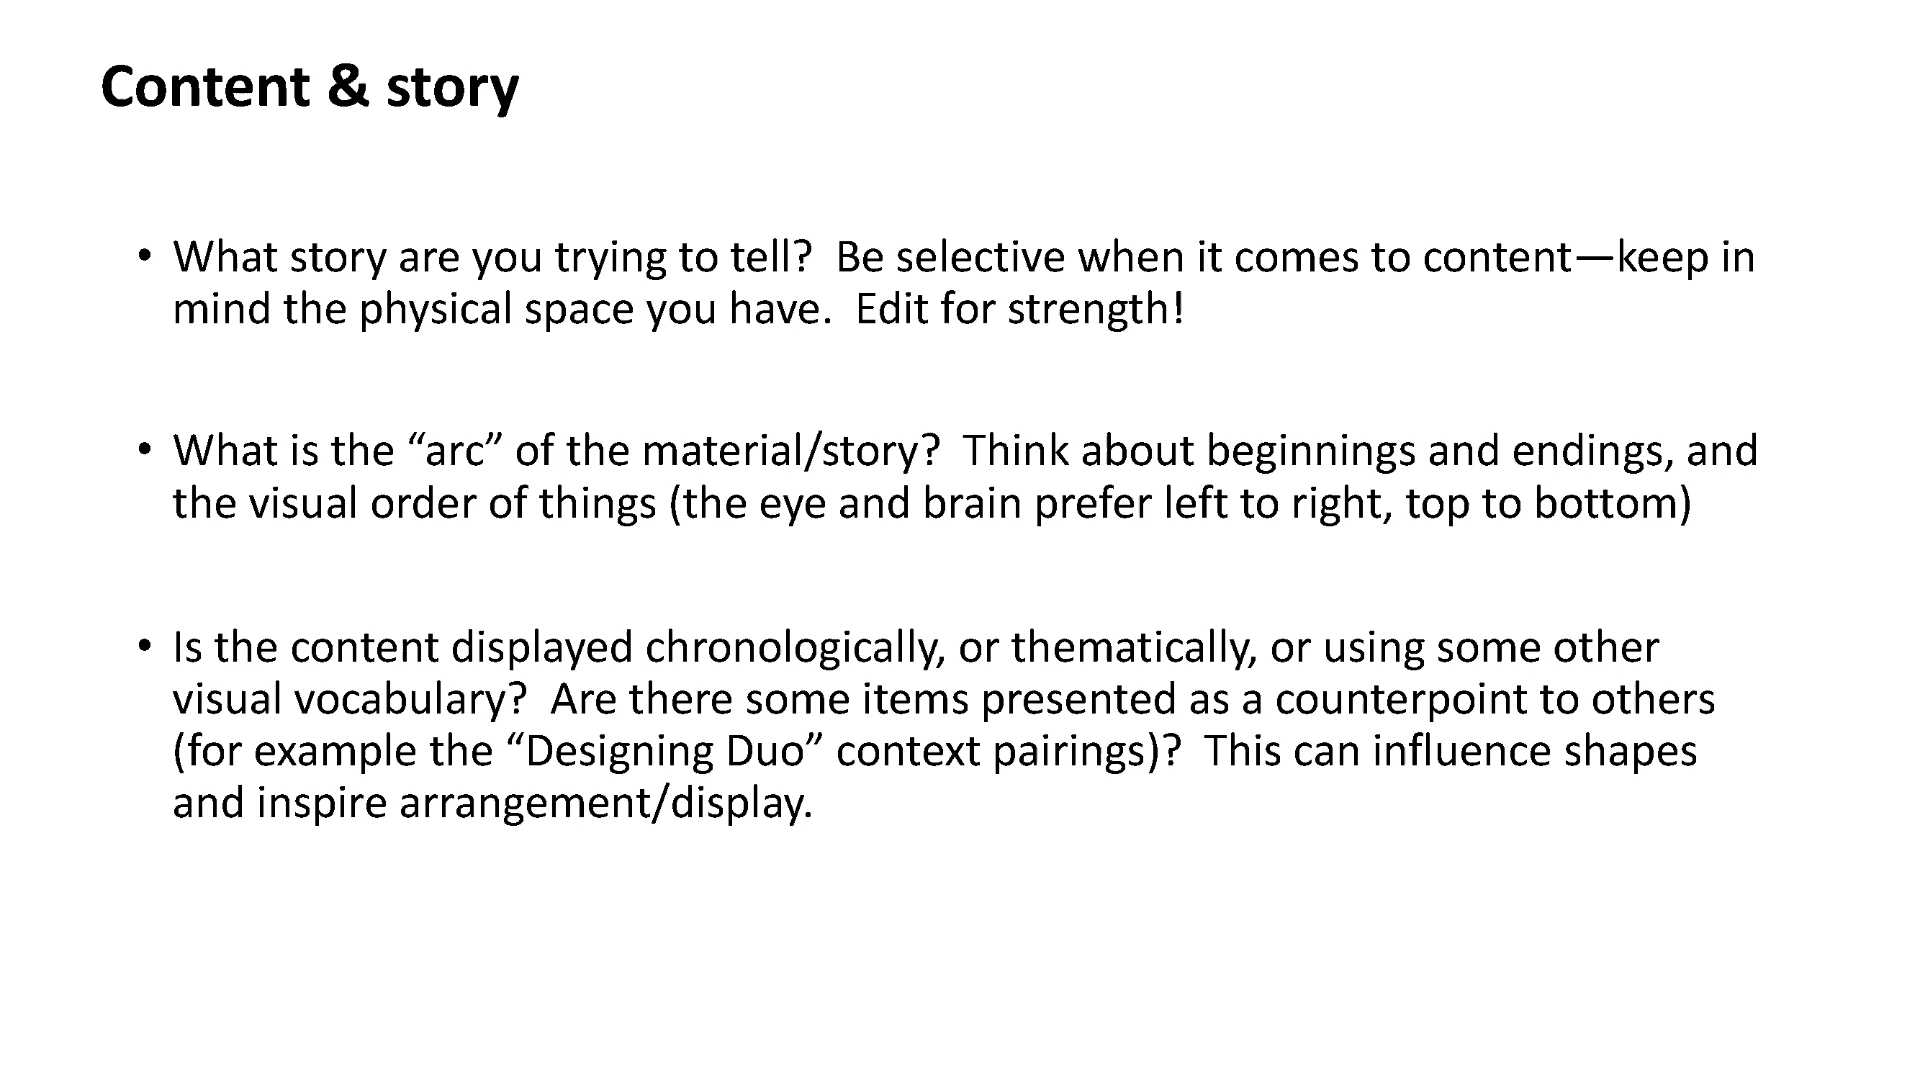 Content & story
• What story are you trying to tell?  Be selective when it comes to content—keep in
mind the physical space you have.  Edit for strength!
• What is the “arc” of the material/story?  Think about beginnings and endings, and
the visual order of things (the eye and brain prefer left to right, top to bottom)
• Is the content displayed chronologically, or thematically, or using some other
visual vocabulary?  Are there some items presented as a counterpoint to others
(for example the “Designing Duo” context pairings)?  This can influence shapes
and inspire arrangement/display.